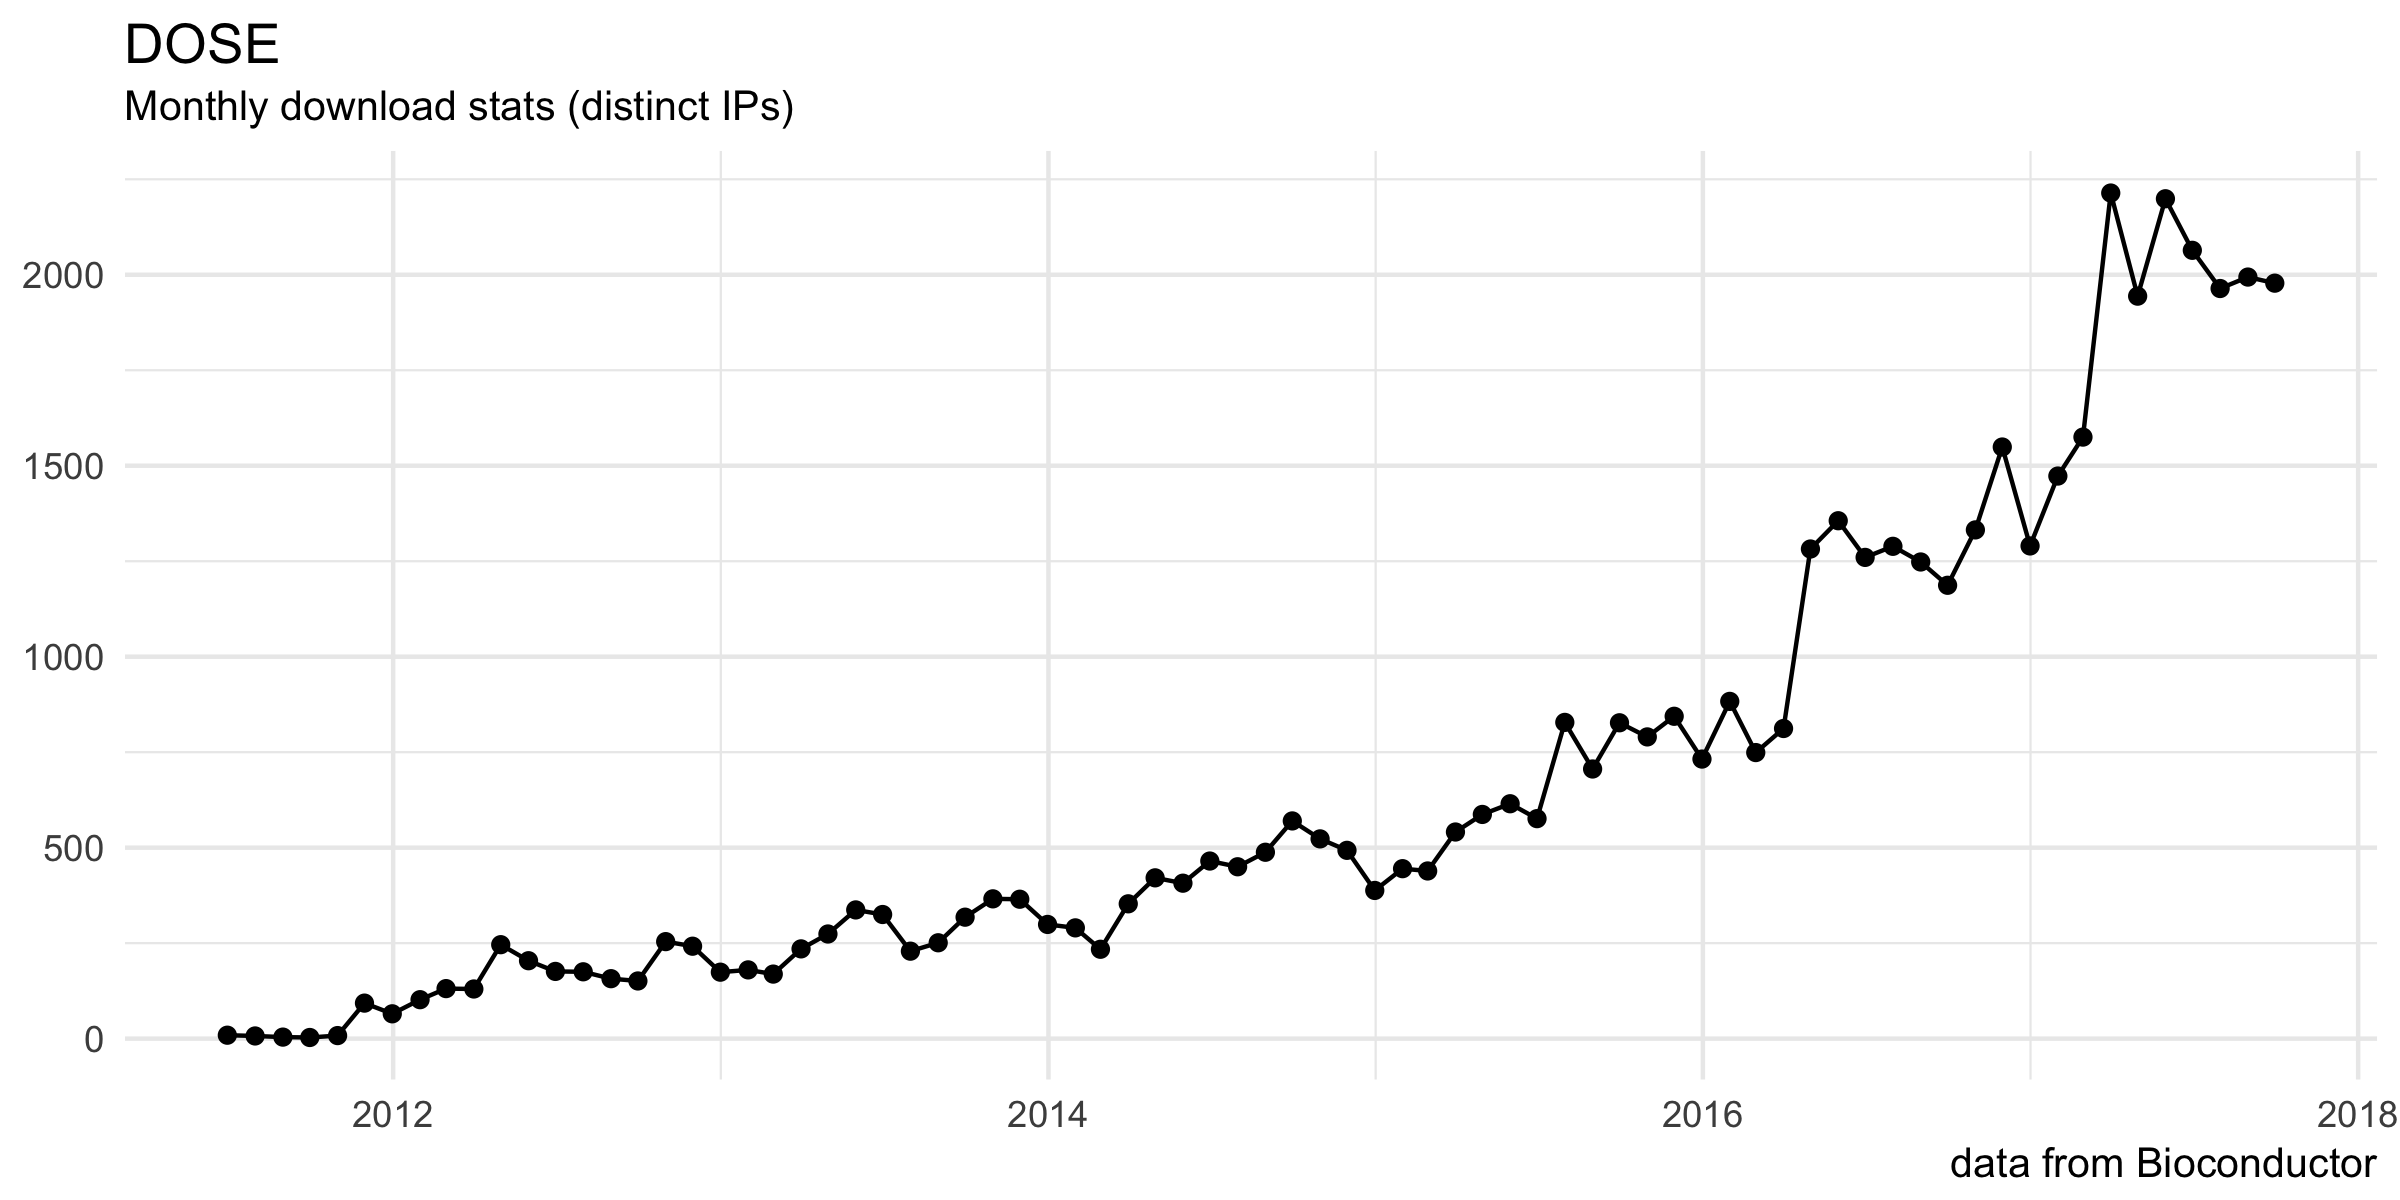 DOSE
Monthly download stats (distinct IPs)
2000
1500
1000
500
0
2012 2014 2016 2018
data from Bioconductor